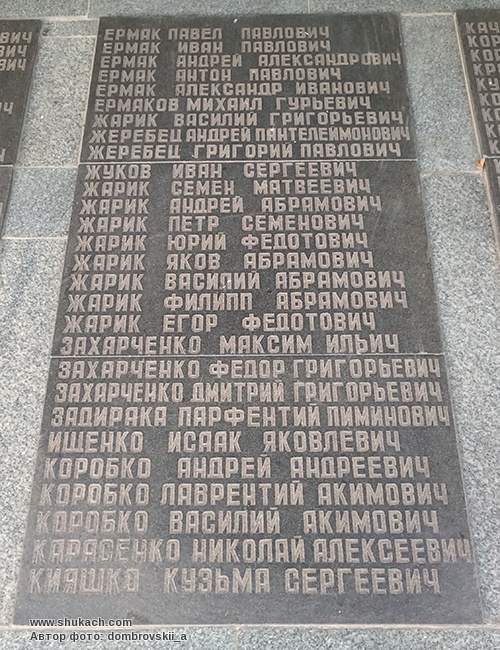 ЕРМАК ПАВЕЛ ПАВЛОВИЧ
ЕРМАК ИВАН ПАВЛОВИЧ
ЕРМАК АНДРЕЙ АЛЕКСАНДРОВИЧ
ЕРМАК АНТОН ПАВЛОВИЧ
ЕРМАК АЛЕКСАНДР ИВАНОВИЧ
ЕРМАКОВ МИХАИЛ ГУРЬЕВИЧ
ЖАРИК ВАСИЛИЙ ГРИГОРЬЕВИЧ
ЖЕРЕБЕЦ АНДРЕЙ ПАНТЕЛЕИМОНОВИЧ
ЖЕРЕБЕЦ ГРИГОРИЙ ПАВЛОВИЧ
ЖУКОВ ИВАН СЕРГЕЕВИЧ
ЖАРИК СЕМЕН МАТВЕЕВИЧ
ЖАРИК АНДРЕЙ АБРАМОВИЧ
ЖАРИК ПЕТР СЕМЕНОВИЧ
ЖАРИК ЮРИЙ ФЕДОТОВИЧ
ЖАРИК ЯКОВ АБРАМОВИЧ
ЖАРИК ВАСИЛИЙ АБРАМОВИЧ
ЖАРИК ФИЛИПП АБРАМОВИЧ
ЖАРИК ЕГОР ФЕДОТОВИЧ
ЗАХАРЧЕНКО МАКСИМ ИЛЬИЧ
ЗАХАРЧЕНКО ФЕДОР ГРИГОРЬЕВИЧ
ЗАХАРЧЕНКО ДМИТРИЙ ГРИГОРЬЕВИЧ
ЗАДИРАКА ПАРФЕНТИЙ ПИМИНОВИЧ
ИЩЕНКО ИСААК ЯКОВЛЕВИЧ
КОРОБКО АНДРЕЙ АНДРЕЕВИЧ
КОРОБКО ЛАВРЕНТИЙ АКИМОВИЧ
КОРОБКО ВАСИЛИЙ АКИМОВИЧ
КАРАСЕНКО НИКОЛАЙ АЛЕКСЕЕВИЧ
КИЯШКО КУЗЬМА СЕРГЕЕВИЧ
www.shukach.com
Автор фото: dombrovskii_a